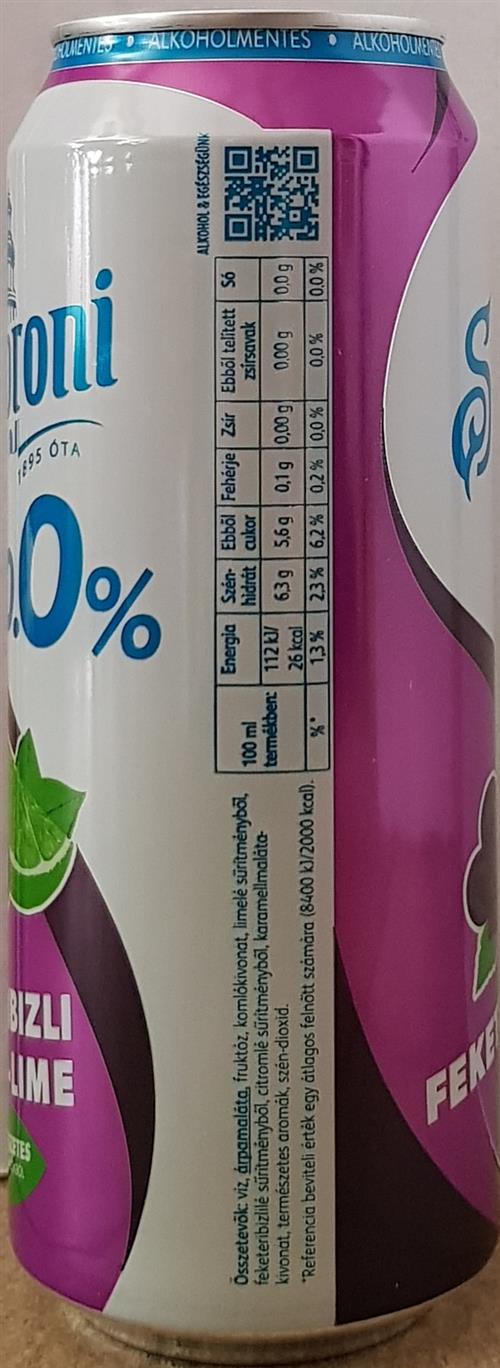 ALKOHOLMENTES • ALKOHOLMENTES
ALKOHOL & EGÉSZSÉGÜNK
1895 ÓTA
0%
LIME
100 ml termékben: Energia Szén-hidrát Ebből cukor Fehérje Zsír Ebből telített zsírsavak Só
112 kJ/ 26 kcal 6,3 g 5,6 g 0,1 g 0,00 g 0,00 g 0,0 g
%* 1,3 % 2,3 % 6,2 % 0,2 % 0,0 % 0,0 % 0,0 %
Összetevők: víz, árpamaláta, fruktóz, komlókivonat, limelé sűrítményből,
feketeribizlilé sűrítményből, citromlé sűrítményből, karamellmaláta-
kivonat, természetes aromák, szén-dioxid.
*Referencia beviteli érték egy átlagos felnőtt számára (8400 kJ/2000 kcal).